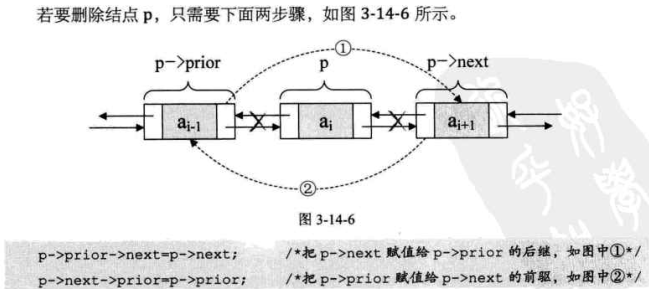 若要删除结点 p，只需要下面两步骤，如图 3-14-6 所示。
①
p->prior p p->next
aᵢ₋₁ aᵢ aᵢ₊₁
②
图 3-14-6
p->prior->next=p->next; /*把 p->next 赋值给 p->prior 的后继，如图中①*/
p->next->prior=p->prior; /*把 p->prior 赋值给 p->next 的前驱，如图中②*/